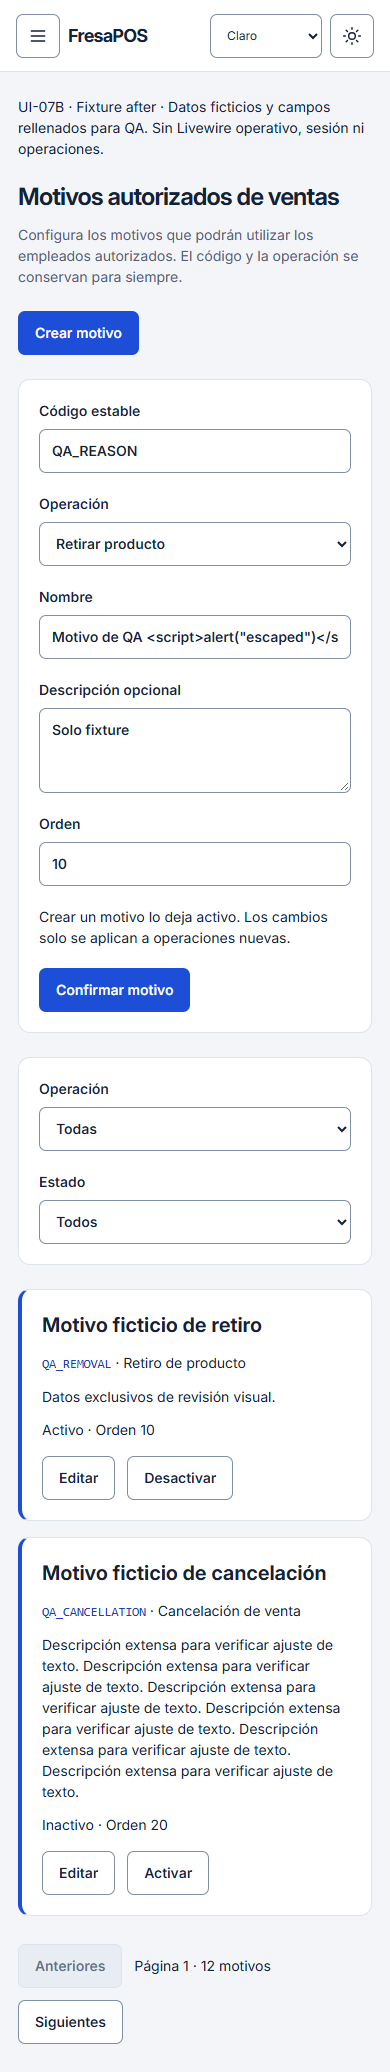 FresaPOS
Claro
UI-07B · Fixture after · Datos ficticios y campos
rellenados para QA. Sin Livewire operativo, sesión ni
operaciones.
Motivos autorizados de ventas
Configura los motivos que podrán utilizar los
empleados autorizados. El código y la operación se
conservan para siempre.
Crear motivo
Código estable
QA_REASON
Operación
Retirar producto
Nombre
Motivo de QA <script>alert("escaped")</s
Descripción opcional
Solo fixture
Orden
10
Crear un motivo lo deja activo. Los cambios
solo se aplican a operaciones nuevas.
Confirmar motivo
Operación
Todas
Estado
Todos
Motivo ficticio de retiro
QA_REMOVAL · Retiro de producto
Datos exclusivos de revisión visual.
Activo · Orden 10
Editar
Desactivar
Motivo ficticio de cancelación
QA_CANCELLATION · Cancelación de venta
Descripción extensa para verificar ajuste de
texto. Descripción extensa para verificar
ajuste de texto. Descripción extensa para
verificar ajuste de texto. Descripción extensa
para verificar ajuste de texto. Descripción
extensa para verificar ajuste de texto.
Descripción extensa para verificar ajuste de
texto.
Inactivo · Orden 20
Editar
Activar
Anteriores
Página 1 · 12 motivos
Siguientes